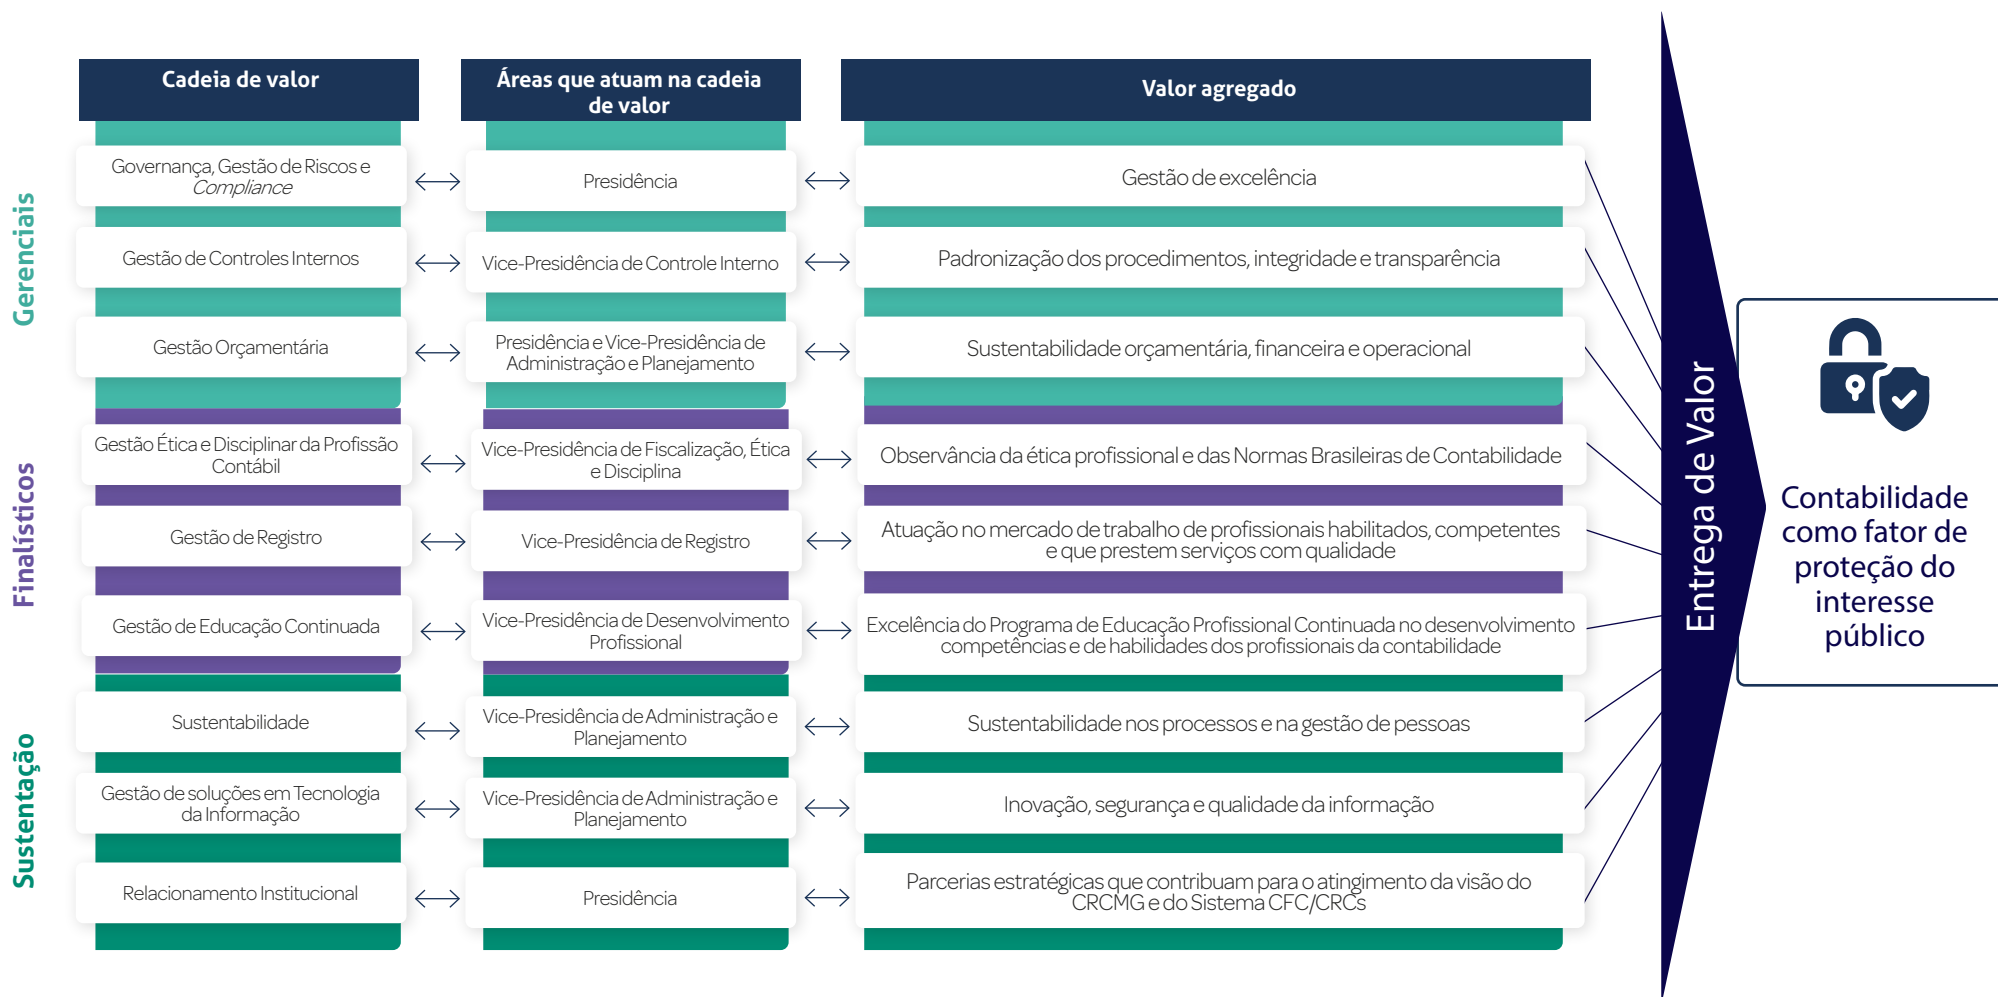 Cadeia de valor
Áreas que atuam na cadeia
de valor
Valor agregado
Gerenciais
Governança, Gestão de Riscos e
Compliance
Presidência
Gestão de excelência
Gestão de Controles Internos
Vice-Presidência de Controle Interno
Padronização dos procedimentos, integridade e transparência
Gestão Orçamentária
Presidência e Vice-Presidência de
Administração e Planejamento
Sustentabilidade orçamentária, financeira e operacional
Finalísticos
Gestão Ética e Disciplinar da Profissão
Contábil
Vice-Presidência de Fiscalização, Ética
e Disciplina
Observância da ética profissional e das Normas Brasileiras de Contabilidade
Gestão de Registro
Vice-Presidência de Registro
Atuação no mercado de trabalho de profissionais habilitados, competentes
e que prestem serviços com qualidade
Gestão de Educação Continuada
Vice-Presidência de Desenvolvimento
Profissional
Excelência do Programa de Educação Profissional Continuada no desenvolvimento
competências e de habilidades dos profissionais da contabilidade
Sustentação
Sustentabilidade
Vice-Presidência de Administração e
Planejamento
Sustentabilidade nos processos e na gestão de pessoas
Gestão de soluções em Tecnologia
da Informação
Vice-Presidência de Administração e
Planejamento
Inovação, segurança e qualidade da informação
Relacionamento Institucional
Presidência
Parcerias estratégicas que contribuam para o atingimento da visão do
CRCMG e do Sistema CFC/CRCs
Entrega de Valor
Contabilidade
como fator de
proteção do
interesse
público